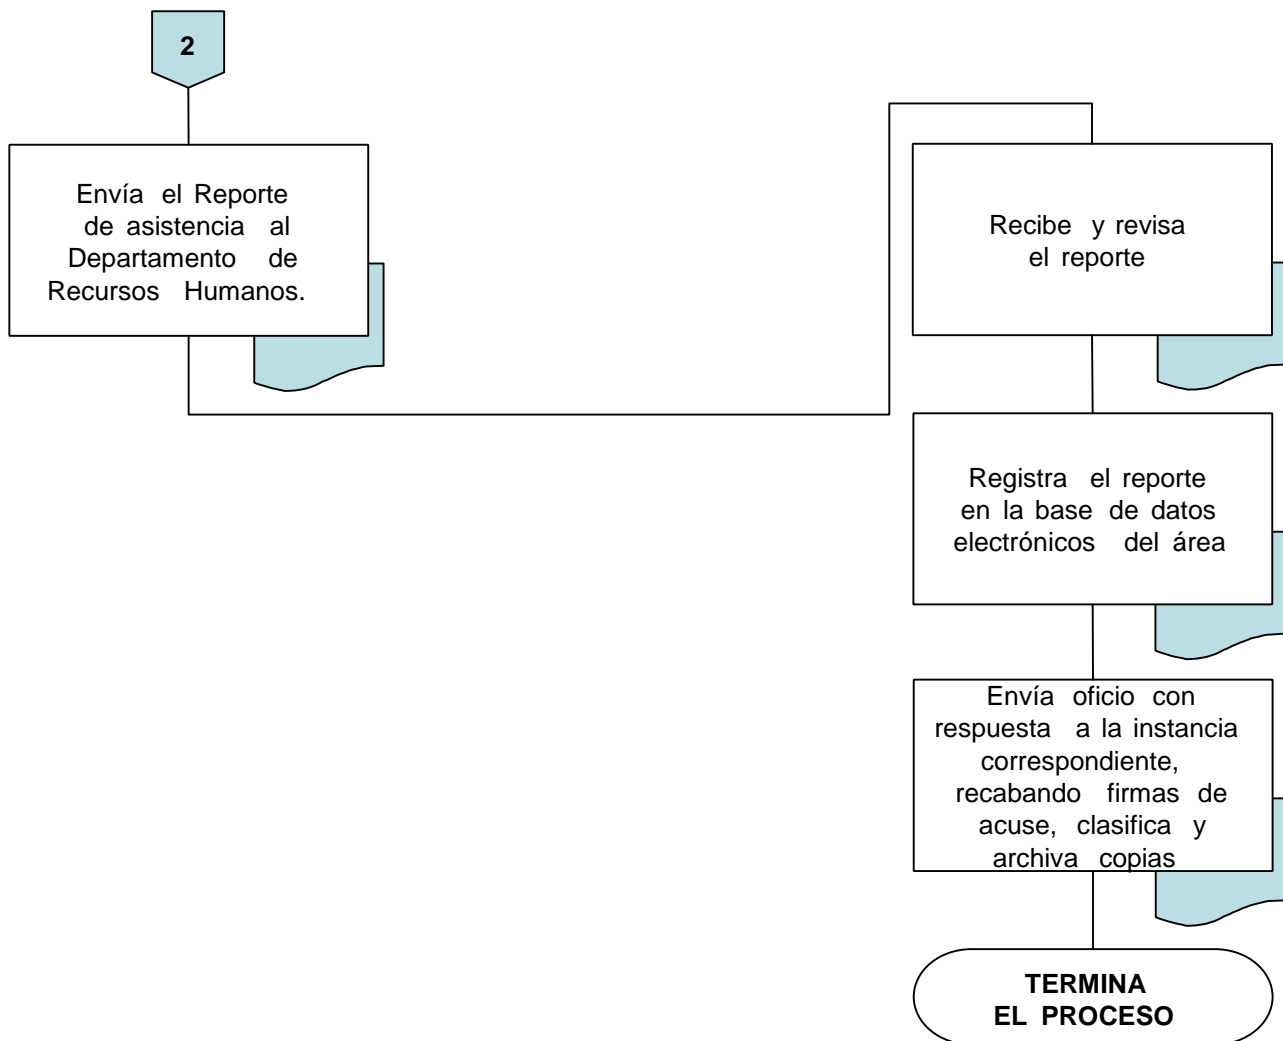 2
Envía el Reporte
de asistencia al
Departamento de
Recursos Humanos.
Recibe y revisa
el reporte
Registra el reporte
en la base de datos
electrónicos del área
Envía oficio con
respuesta a la instancia
correspondiente,
recabando firmas de
acuse, clasifica y
archiva copias
TERMINA
EL PROCESO